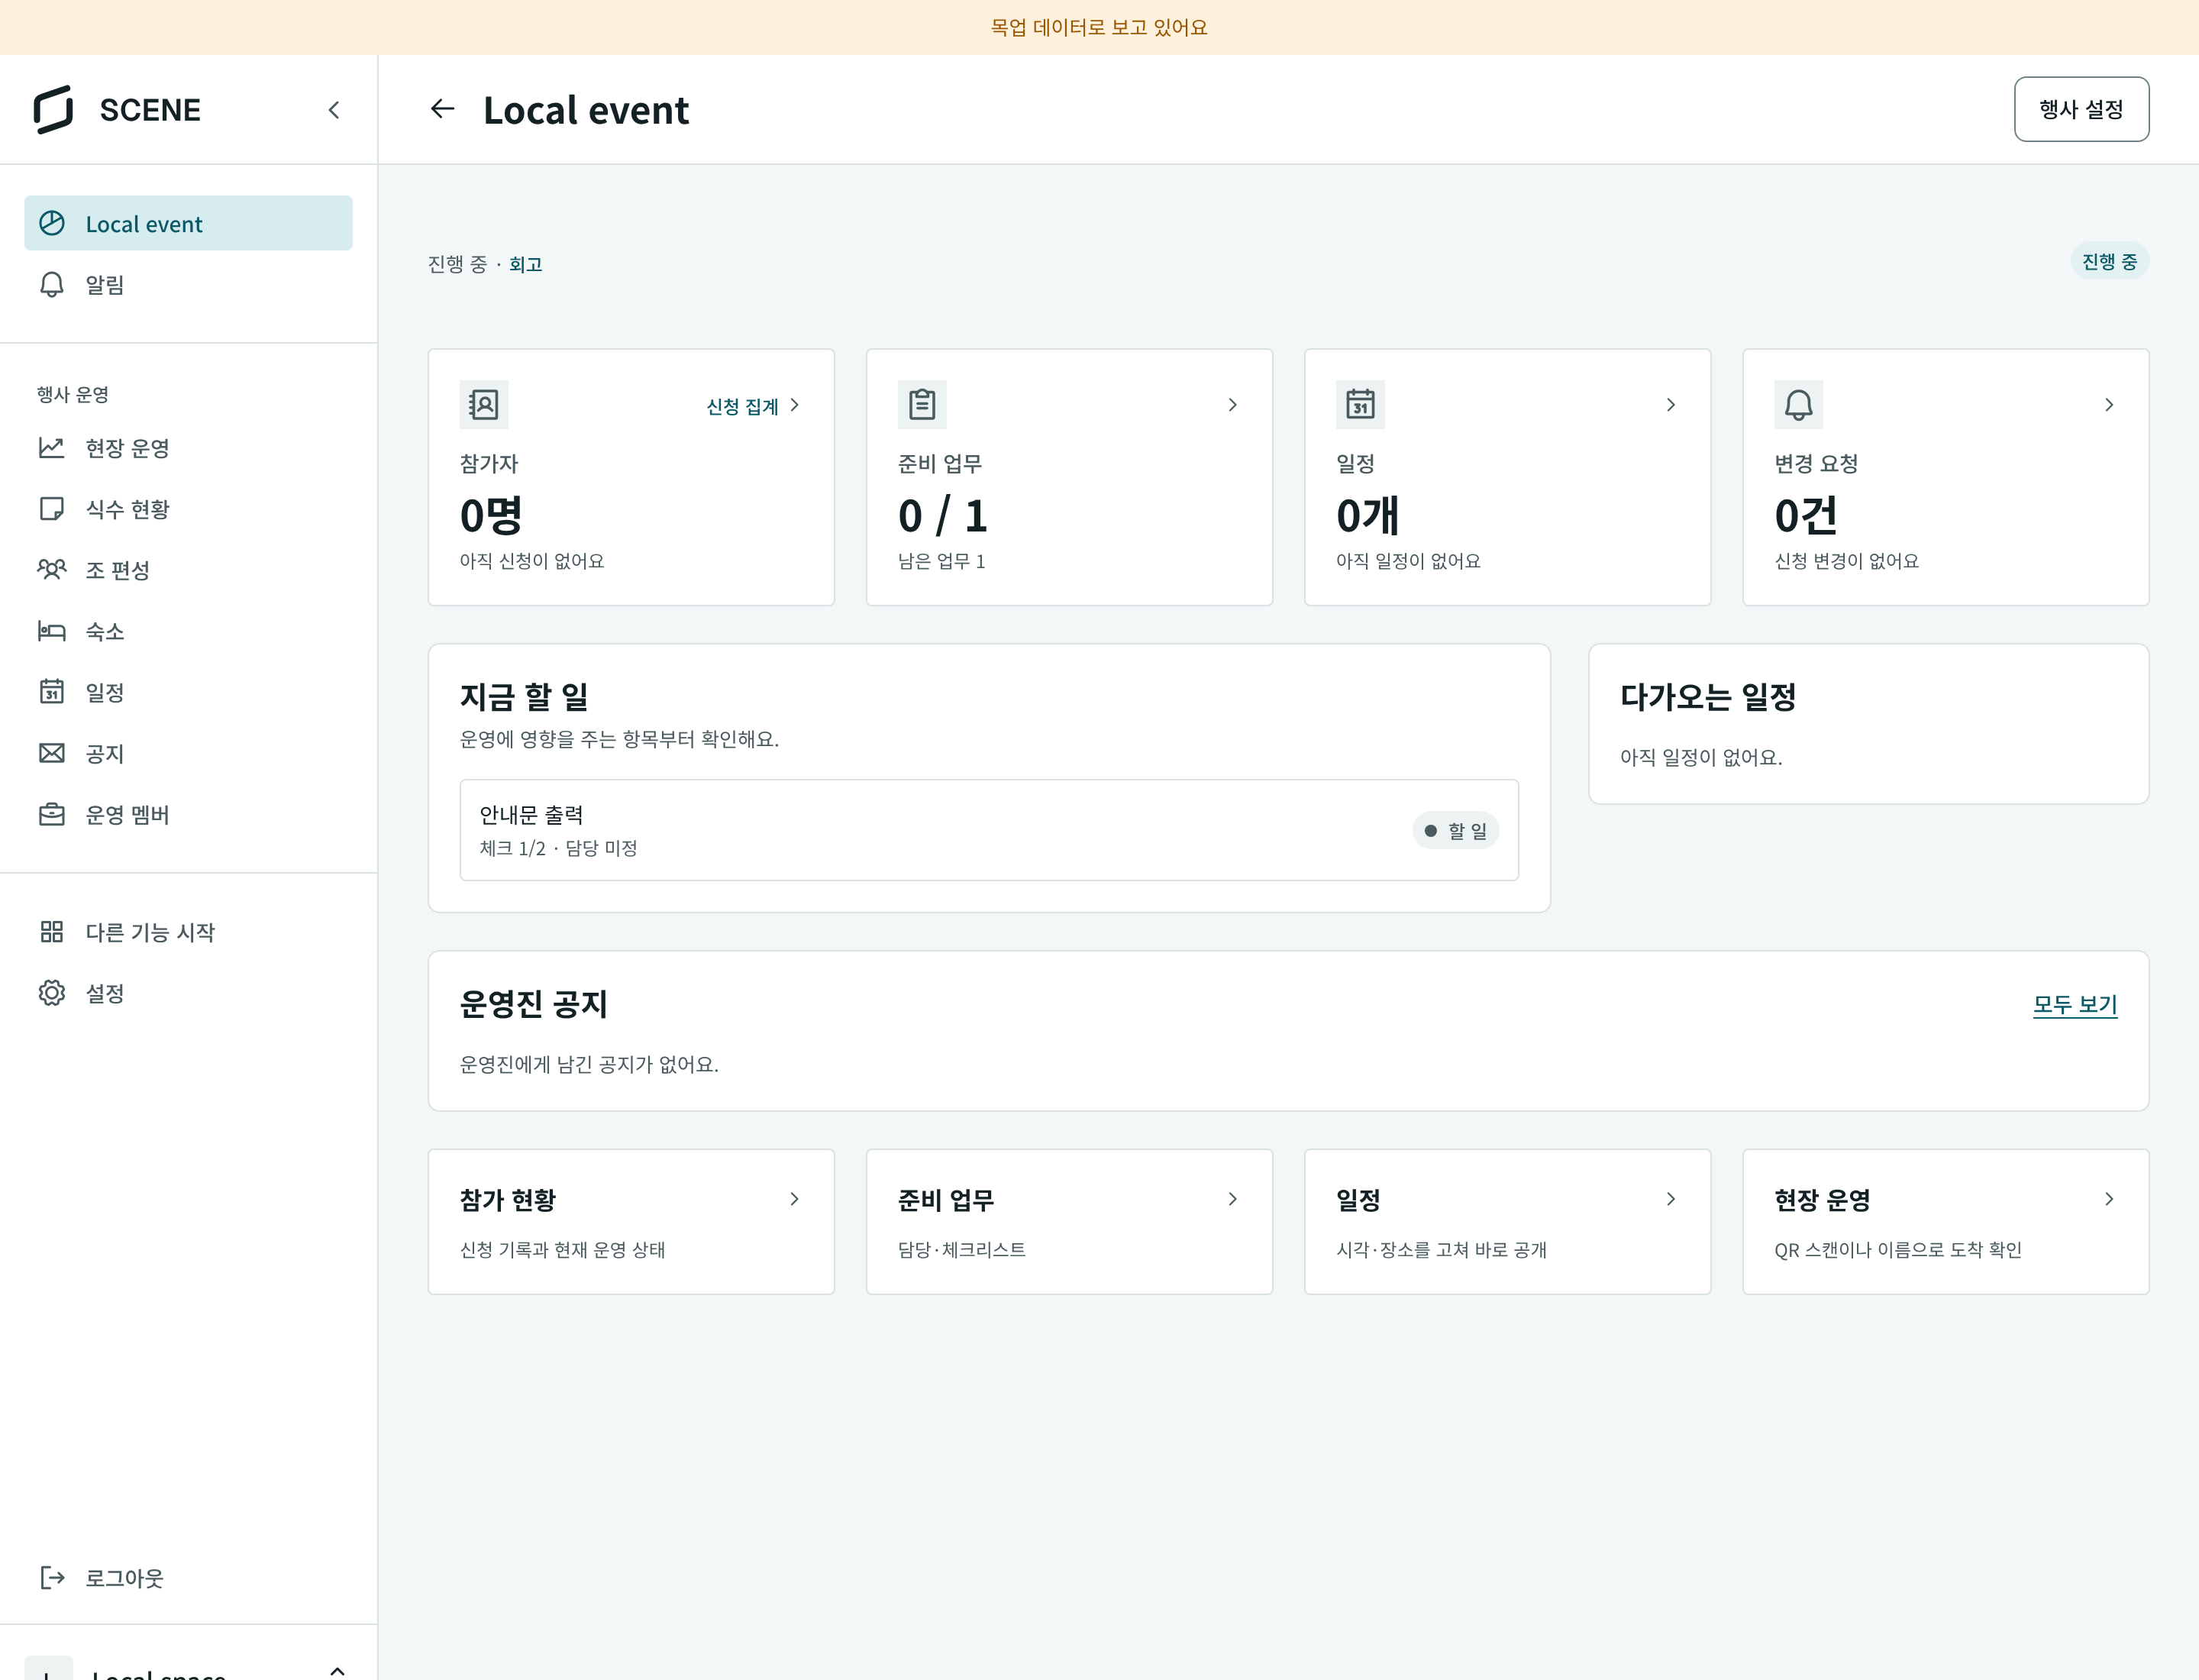 목업 데이터로 보고 있어요
SCENE
Local event
행사 설정
Local event
알림
행사 운영
현장 운영
식수 현황
조 편성
숙소
일정
공지
운영 멤버
다른 기능 시작
설정
로그아웃
진행 중 · 회고
진행 중
신청 집계
참가자
0명
아직 신청이 없어요
준비 업무
0 / 1
남은 업무 1
31
일정
0개
아직 일정이 없어요
변경 요청
0건
신청 변경이 없어요
지금 할 일
운영에 영향을 주는 항목부터 확인해요.
안내문 출력
체크 1/2 · 담당 미정
할 일
다가오는 일정
아직 일정이 없어요.
운영진 공지
모두 보기
운영진에게 남긴 공지가 없어요.
참가 현황
신청 기록과 현재 운영 상태
준비 업무
담당·체크리스트
일정
시각·장소를 고쳐 바로 공개
현장 운영
QR 스캔이나 이름으로 도착 확인
Local space